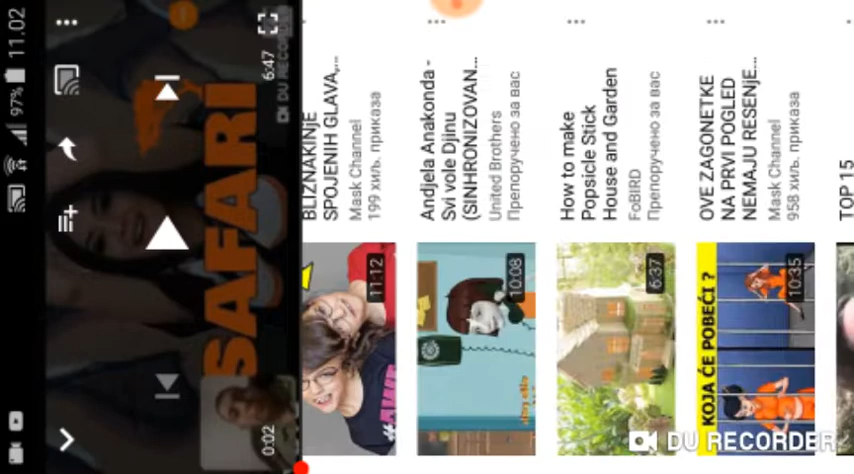 97% 11.02
SAFARI
DU RECORDER
0:02
6:47
BLIZNAKINJE
SPOJENIH GLAVA,...
Mask Channel
199 хиљ. приказа
11:12
Andjela Anakonda -
Svi vole Djinu
(SINHRONIZOVAN...
United Brothers
Препоручено за вас
10:08
How to make
Popsicle Stick
House and Garden
FoBIRD
Препоручено за вас
6:37
OVE ZAGONETKE
NA PRVI POGLED
NEMAJU RESENJE...
Mask Channel
958 хиљ. приказа
KOJA ĆE POBEĆI ?
10:35
TOP 15
DU RECORDER